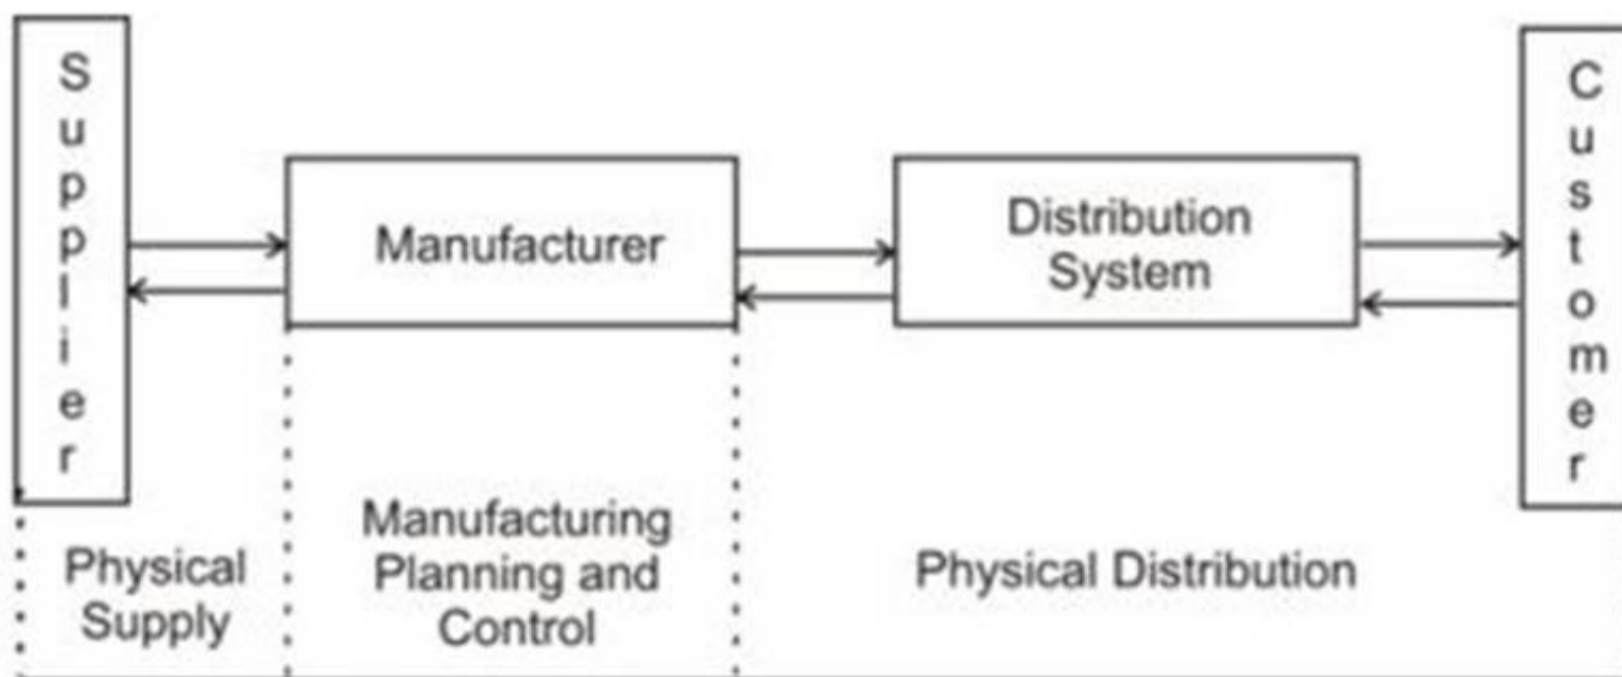 Supplier
Manufacturer
Distribution
System
Customer
Physical
Supply
Manufacturing
Planning and
Control
Physical Distribution